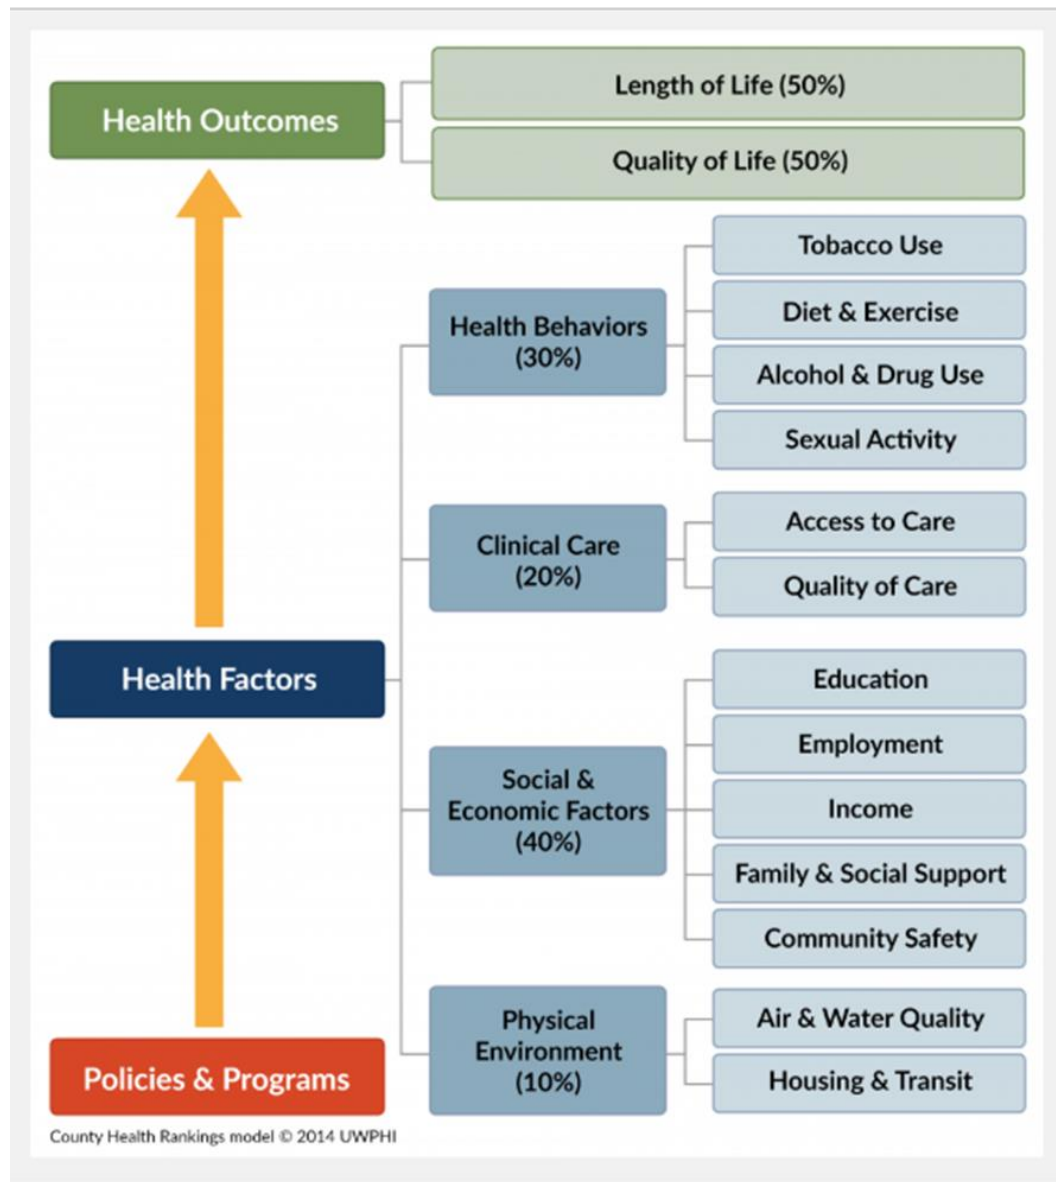 Health Outcomes
Length of Life (50%)
Quality of Life (50%)
Health Factors
Health Behaviors
(30%)
Tobacco Use
Diet & Exercise
Alcohol & Drug Use
Sexual Activity
Clinical Care
(20%)
Access to Care
Quality of Care
Social &
Economic Factors
(40%)
Education
Employment
Income
Family & Social Support
Community Safety
Physical
Environment
(10%)
Air & Water Quality
Housing & Transit
Policies & Programs
County Health Rankings model © 2014 UWPHI